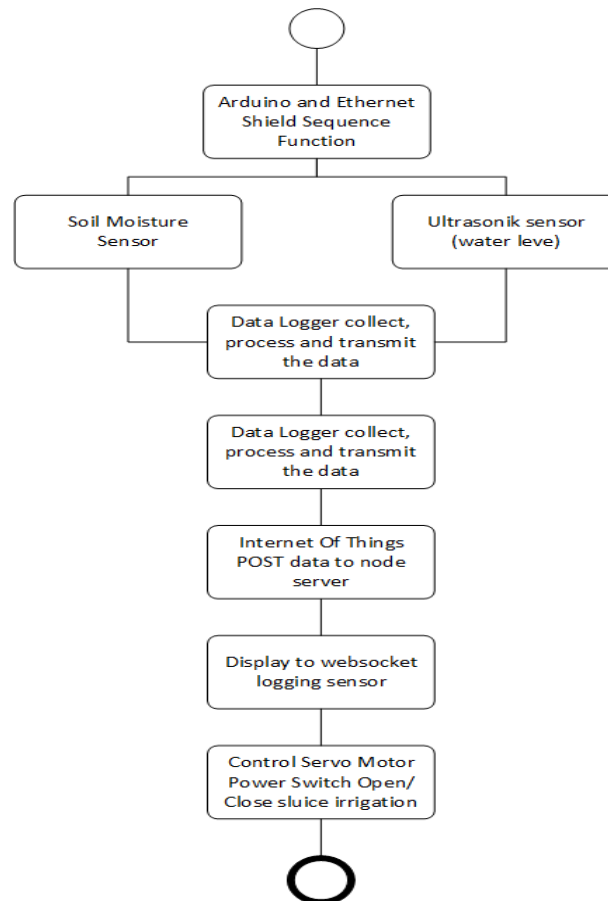 Arduino and Ethernet
Shield Sequence
Function
Soil Moisture
Sensor
Ultrasonik sensor
(water leve)
Data Logger collect,
process and transmit
the data
Data Logger collect,
process and transmit
the data
Internet Of Things
POST data to node
server
Display to websocket
logging sensor
Control Servo Motor
Power Switch Open/
Close sluice irrigation